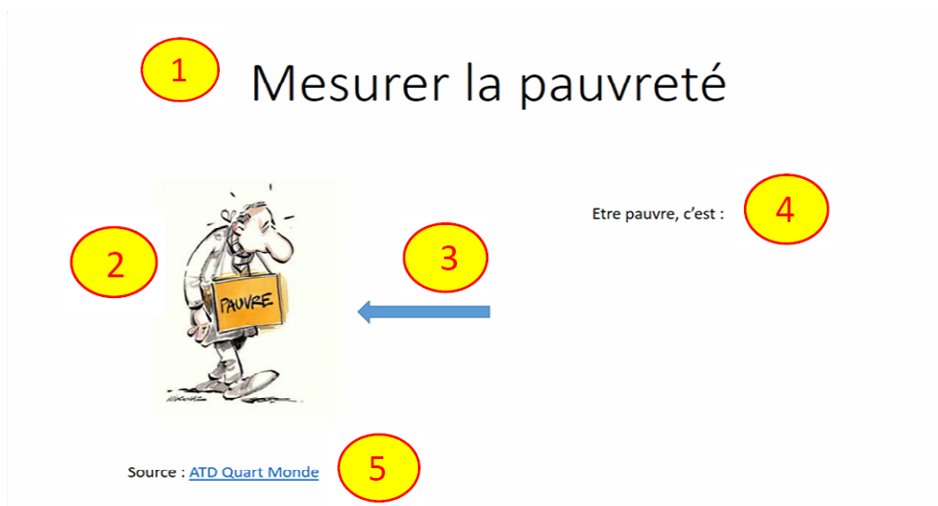 1
Mesurer la pauvreté
Etre pauvre, c'est :
4
2
3
PAUVRE
Source : ATD Quart Monde
5